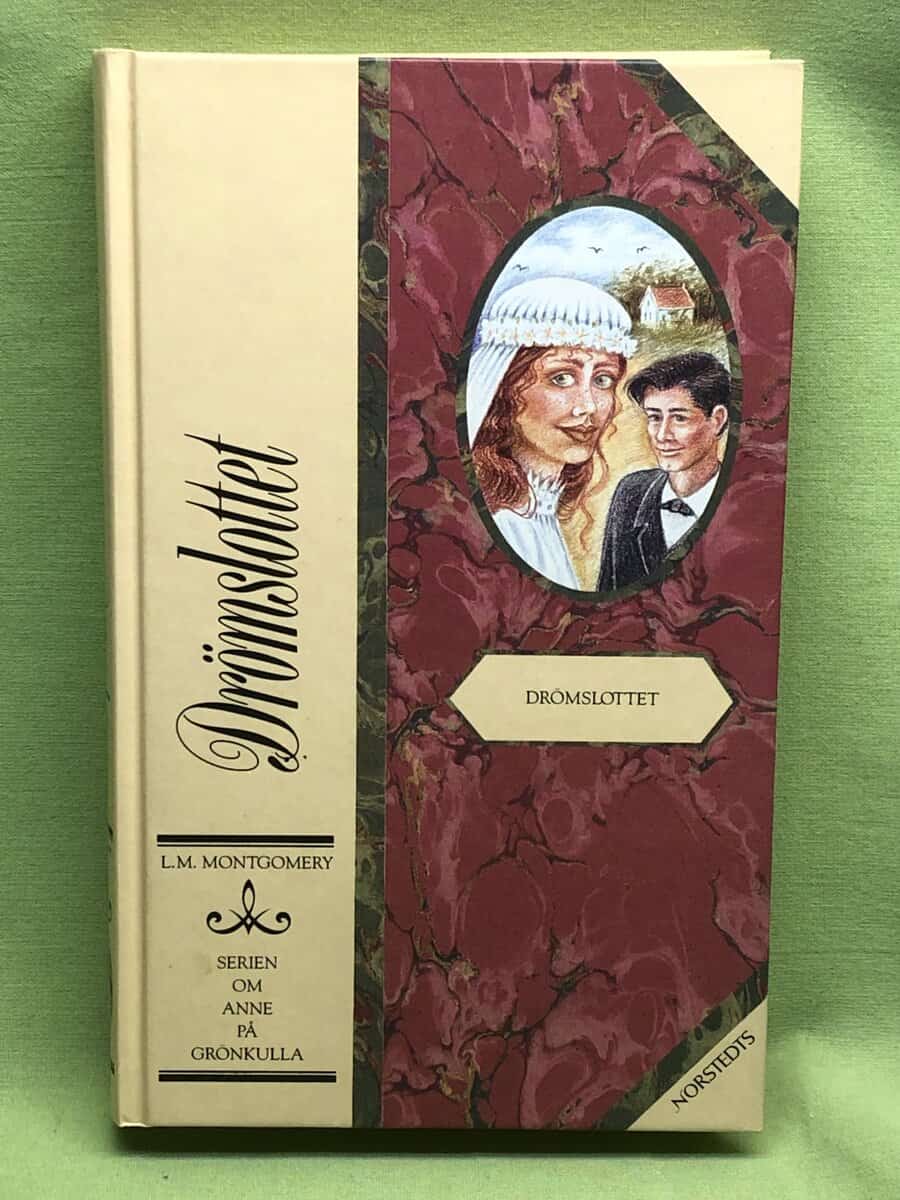 Drömslottet
L.M. MONTGOMERY
SERIEN
OM
ANNE
PÅ
GRÖNKULLA
DRÖMSLOTTET
NORSTEDTS